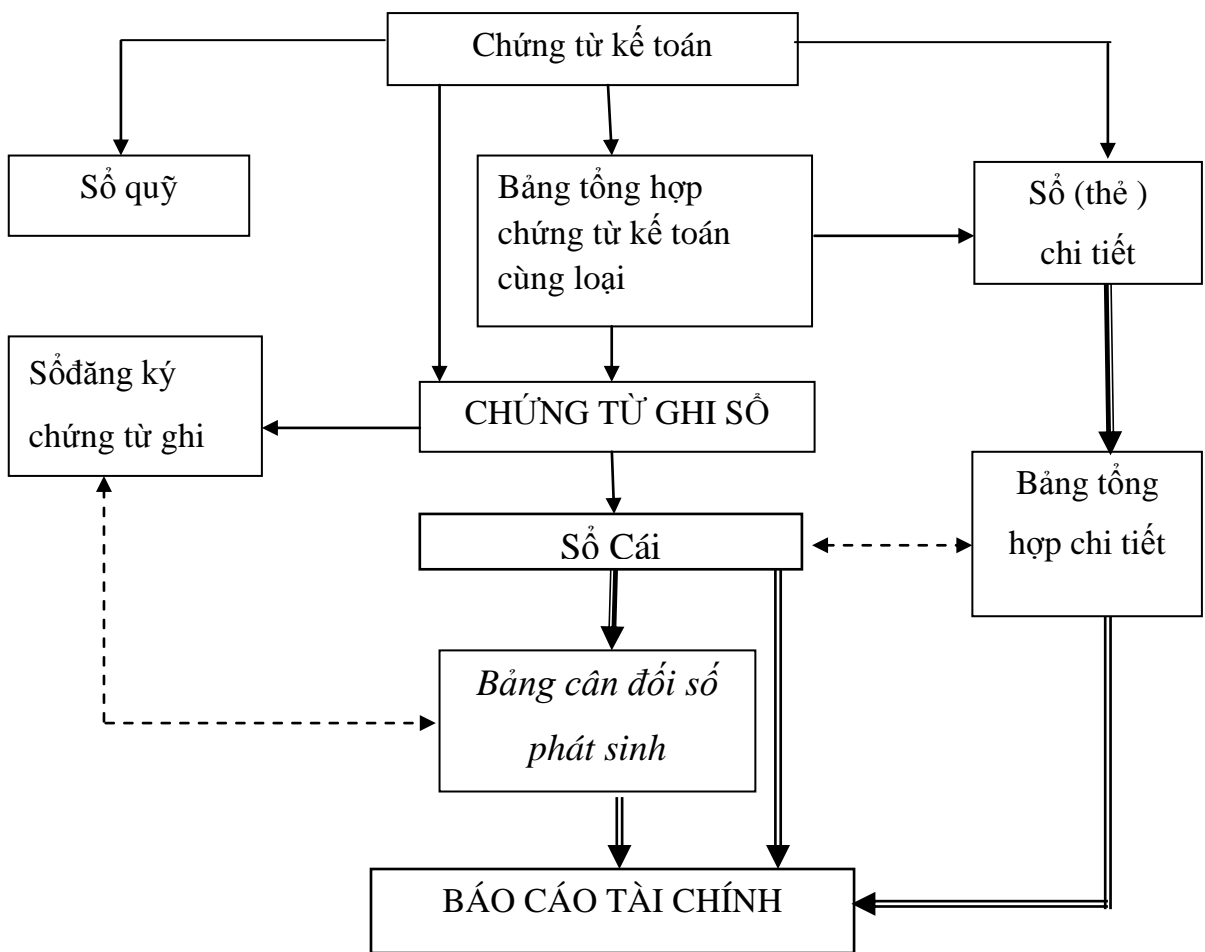 Chứng từ kế toán
Sổ quỹ
Bảng tổng hợp
chứng từ kế toán
cùng loại
Sổ (thẻ )
chi tiết
Sổđăng ký
chứng từ ghi
CHỨNG TỪ GHI SỔ
Bảng tổng
hợp chi tiết
Sổ Cái
Bảng cân đối số
phát sinh
BÁO CÁO TÀI CHÍNH